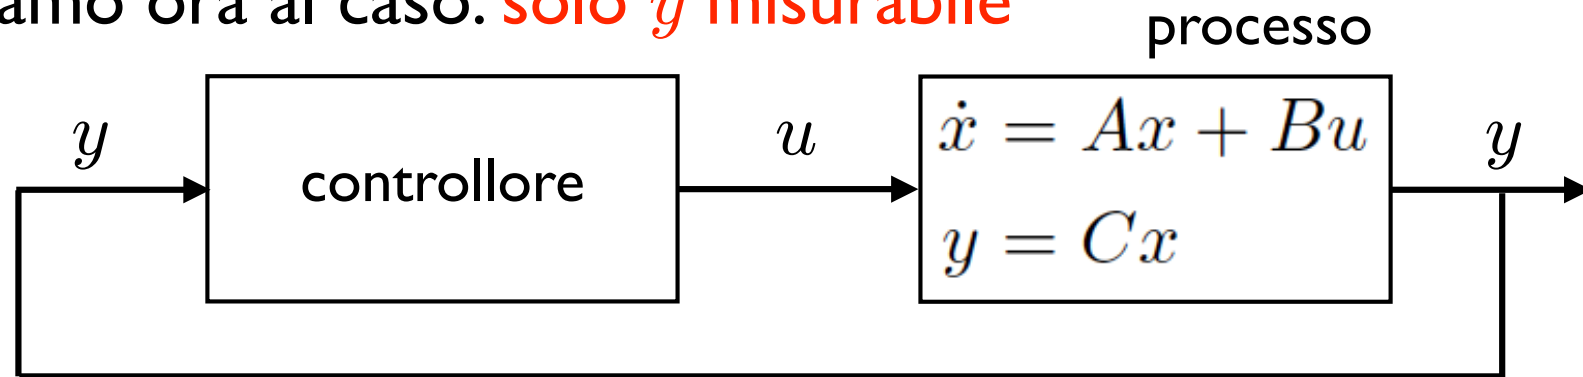 amo ora al caso: solo y misurabile
processo
y
controllore
u
ẋ = Ax + Bu
y = Cx
y